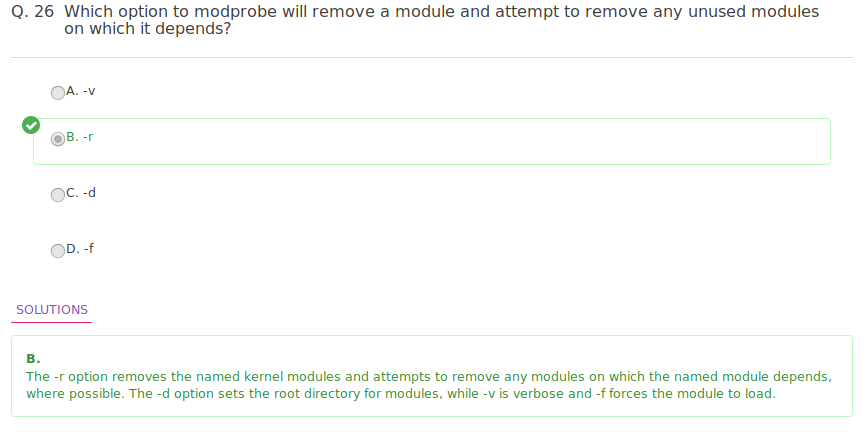 Q. 26 Which option to modprobe will remove a module and attempt to remove any unused modules
on which it depends?
A. -v
B. -r
C. -d
D. -f
SOLUTIONS
B.
The -r option removes the named kernel modules and attempts to remove any modules on which the named module depends,
where possible. The -d option sets the root directory for modules, while -v is verbose and -f forces the module to load.